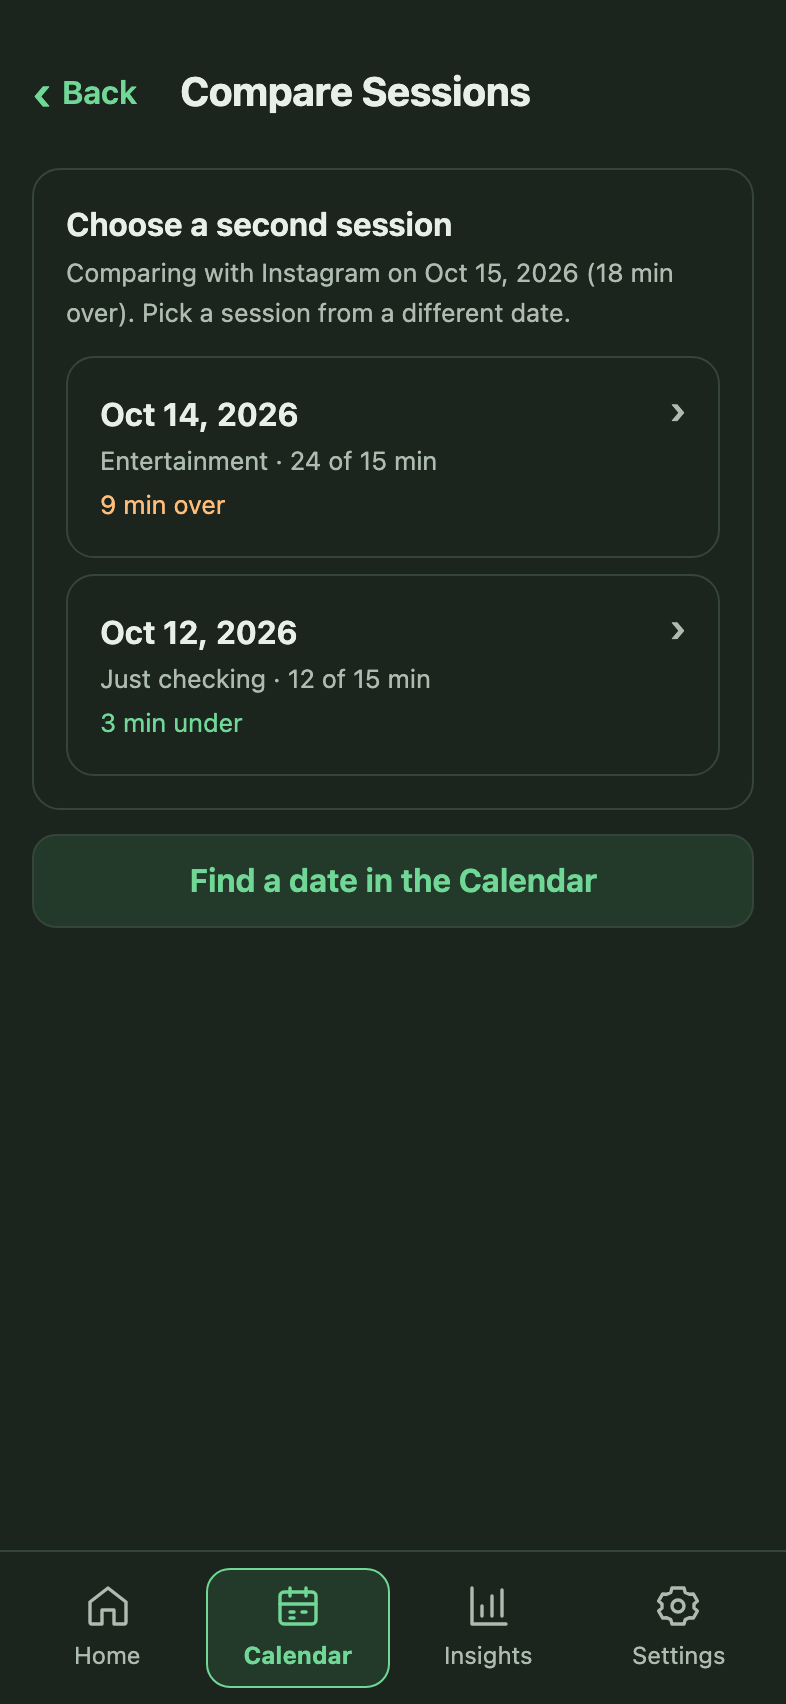 ‹ Back Compare Sessions
Choose a second session
Comparing with Instagram on Oct 15, 2026 (18 min
over). Pick a session from a different date.
Oct 14, 2026 ›
Entertainment · 24 of 15 min
9 min over
Oct 12, 2026 ›
Just checking · 12 of 15 min
3 min under
Find a date in the Calendar
Home Calendar Insights Settings